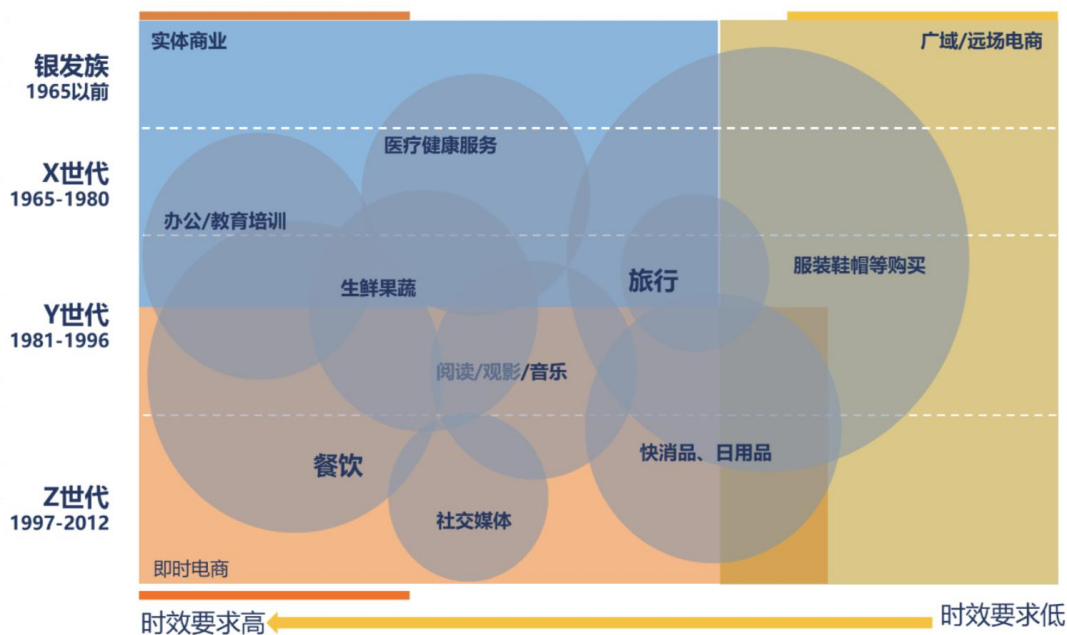 实体商业
广域/远场电商
银发族
1965以前
医疗健康服务
X世代
1965-1980
办公/教育培训
服装鞋帽等购买
旅行
生鲜果蔬
Y世代
1981-1996
阅读/观影/音乐
快消品、日用品
餐饮
Z世代
1997-2012
社交媒体
即时电商
时效要求高
时效要求低